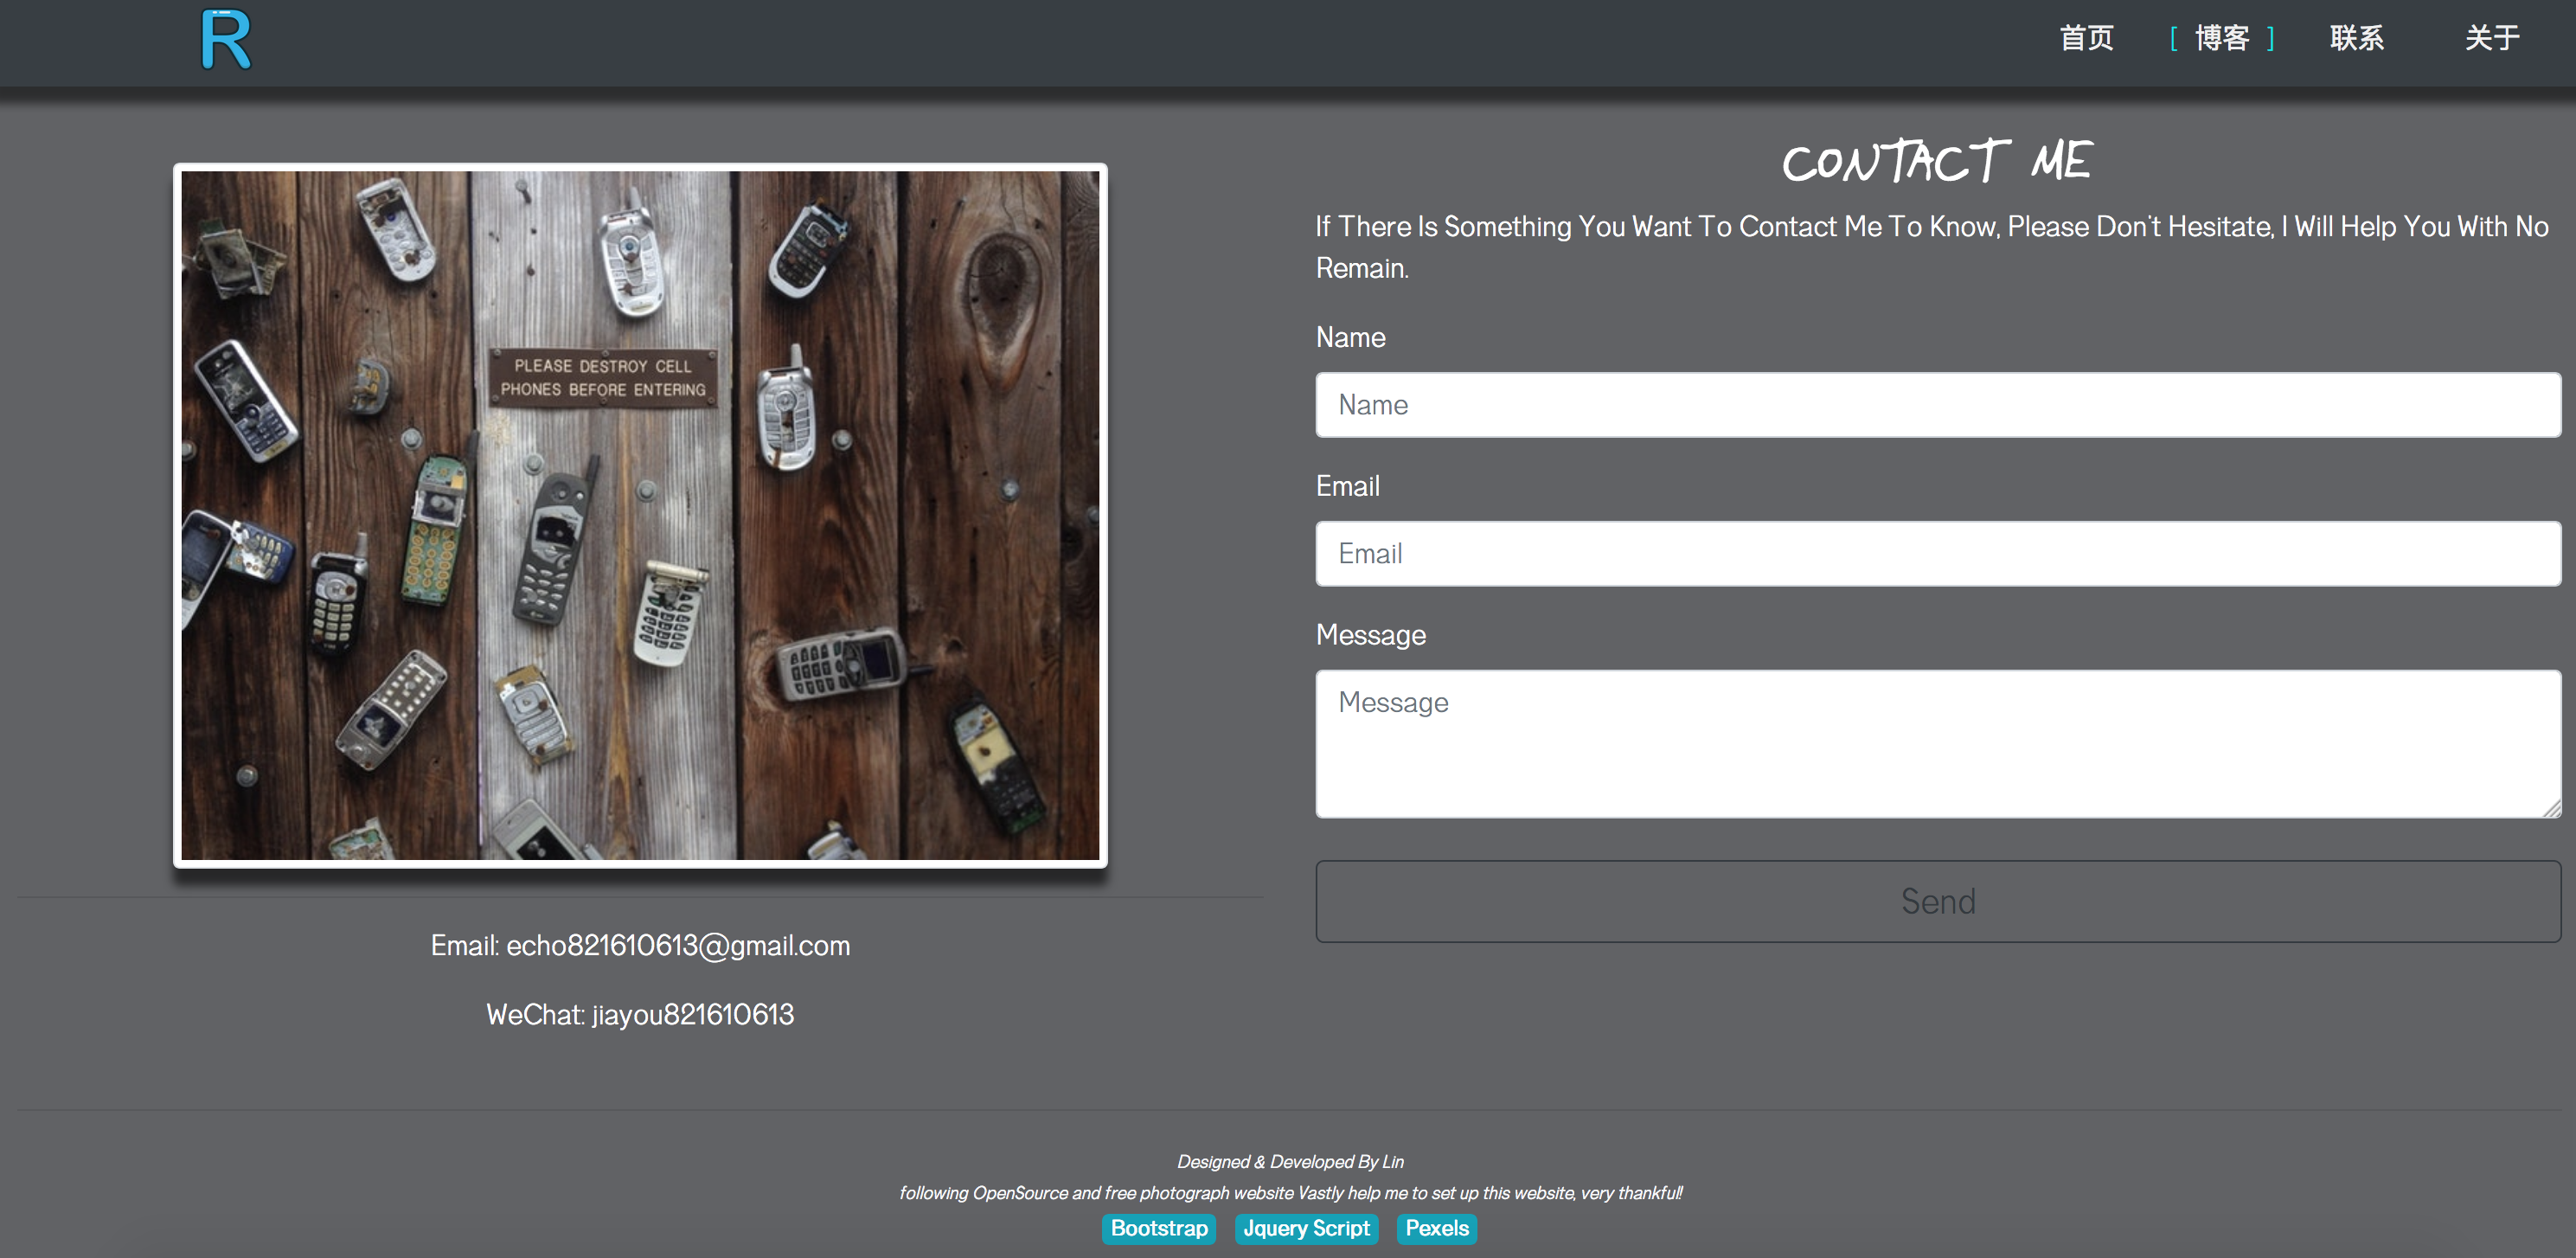 R
首页 [ 博客 ] 联系 关于
PLEASE DESTROY CELL
PHONES BEFORE ENTERING
Email: echo821610613@gmail.com
WeChat: jiayou821610613
CONTACT ME
If There Is Something You Want To Contact Me To Know, Please Don't Hesitate, I Will Help You With No
Remain.
Name
Name
Email
Email
Message
Message
Send
Designed & Developed By Lin
following OpenSource and free photograph website Vastly help me to set up this website, very thankful!
Bootstrap Jquery Script Pexels